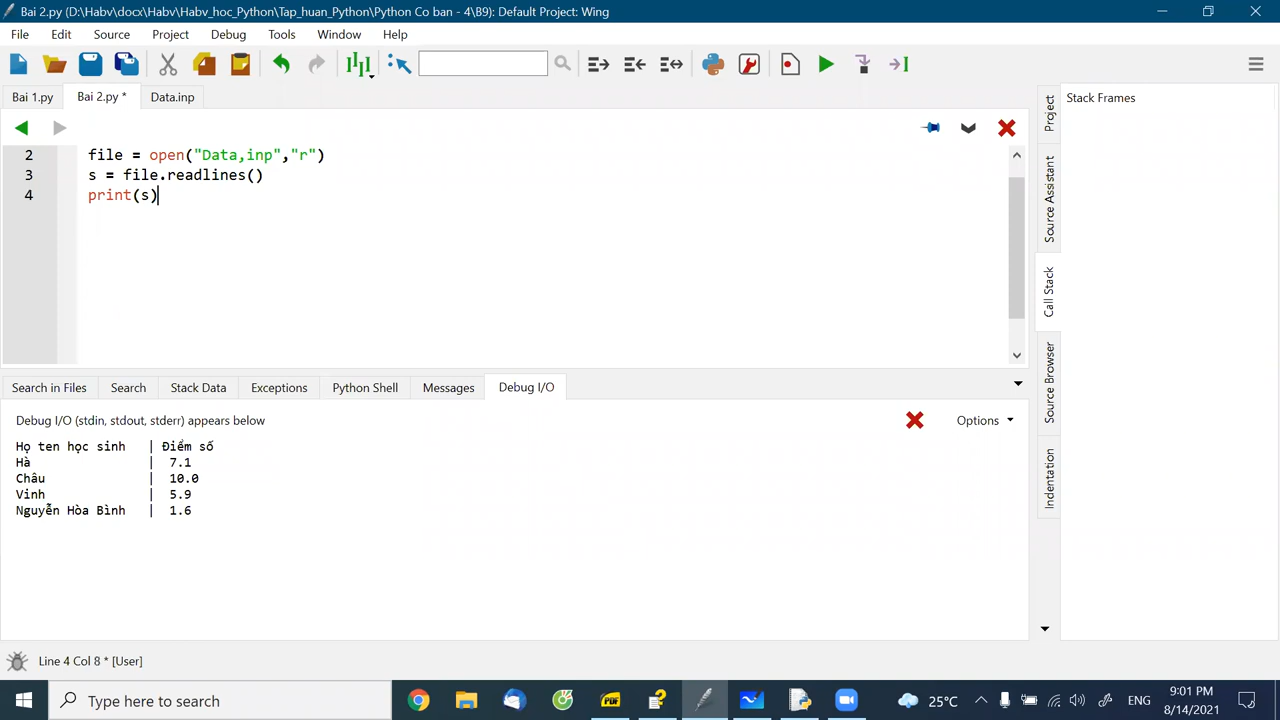 Bai 2.py (D:\Habv\docx\Habv\Habv_hoc_Python\Tap_huan_Python\Python Co ban - 4\B9): Default Project: Wing
File Edit Source Project Debug Tools Window Help
Bai 1.py Bai 2.py * Data.inp
Stack Frames
2 file = open("Data,inp","r")
3 s = file.readlines()
4 print(s)
Project
Source Assistant
Call Stack
Source Browser
Indentation
Search in Files Search Stack Data Exceptions Python Shell Messages Debug I/O
Debug I/O (stdin, stdout, stderr) appears below Options
Họ ten học sinh | Điểm số
Hà | 7.1
Châu | 10.0
Vinh | 5.9
Nguyễn Hòa Bình | 1.6
Line 4 Col 8 * [User]
Type here to search
25°C ENG
9:01 PM
8/14/2021